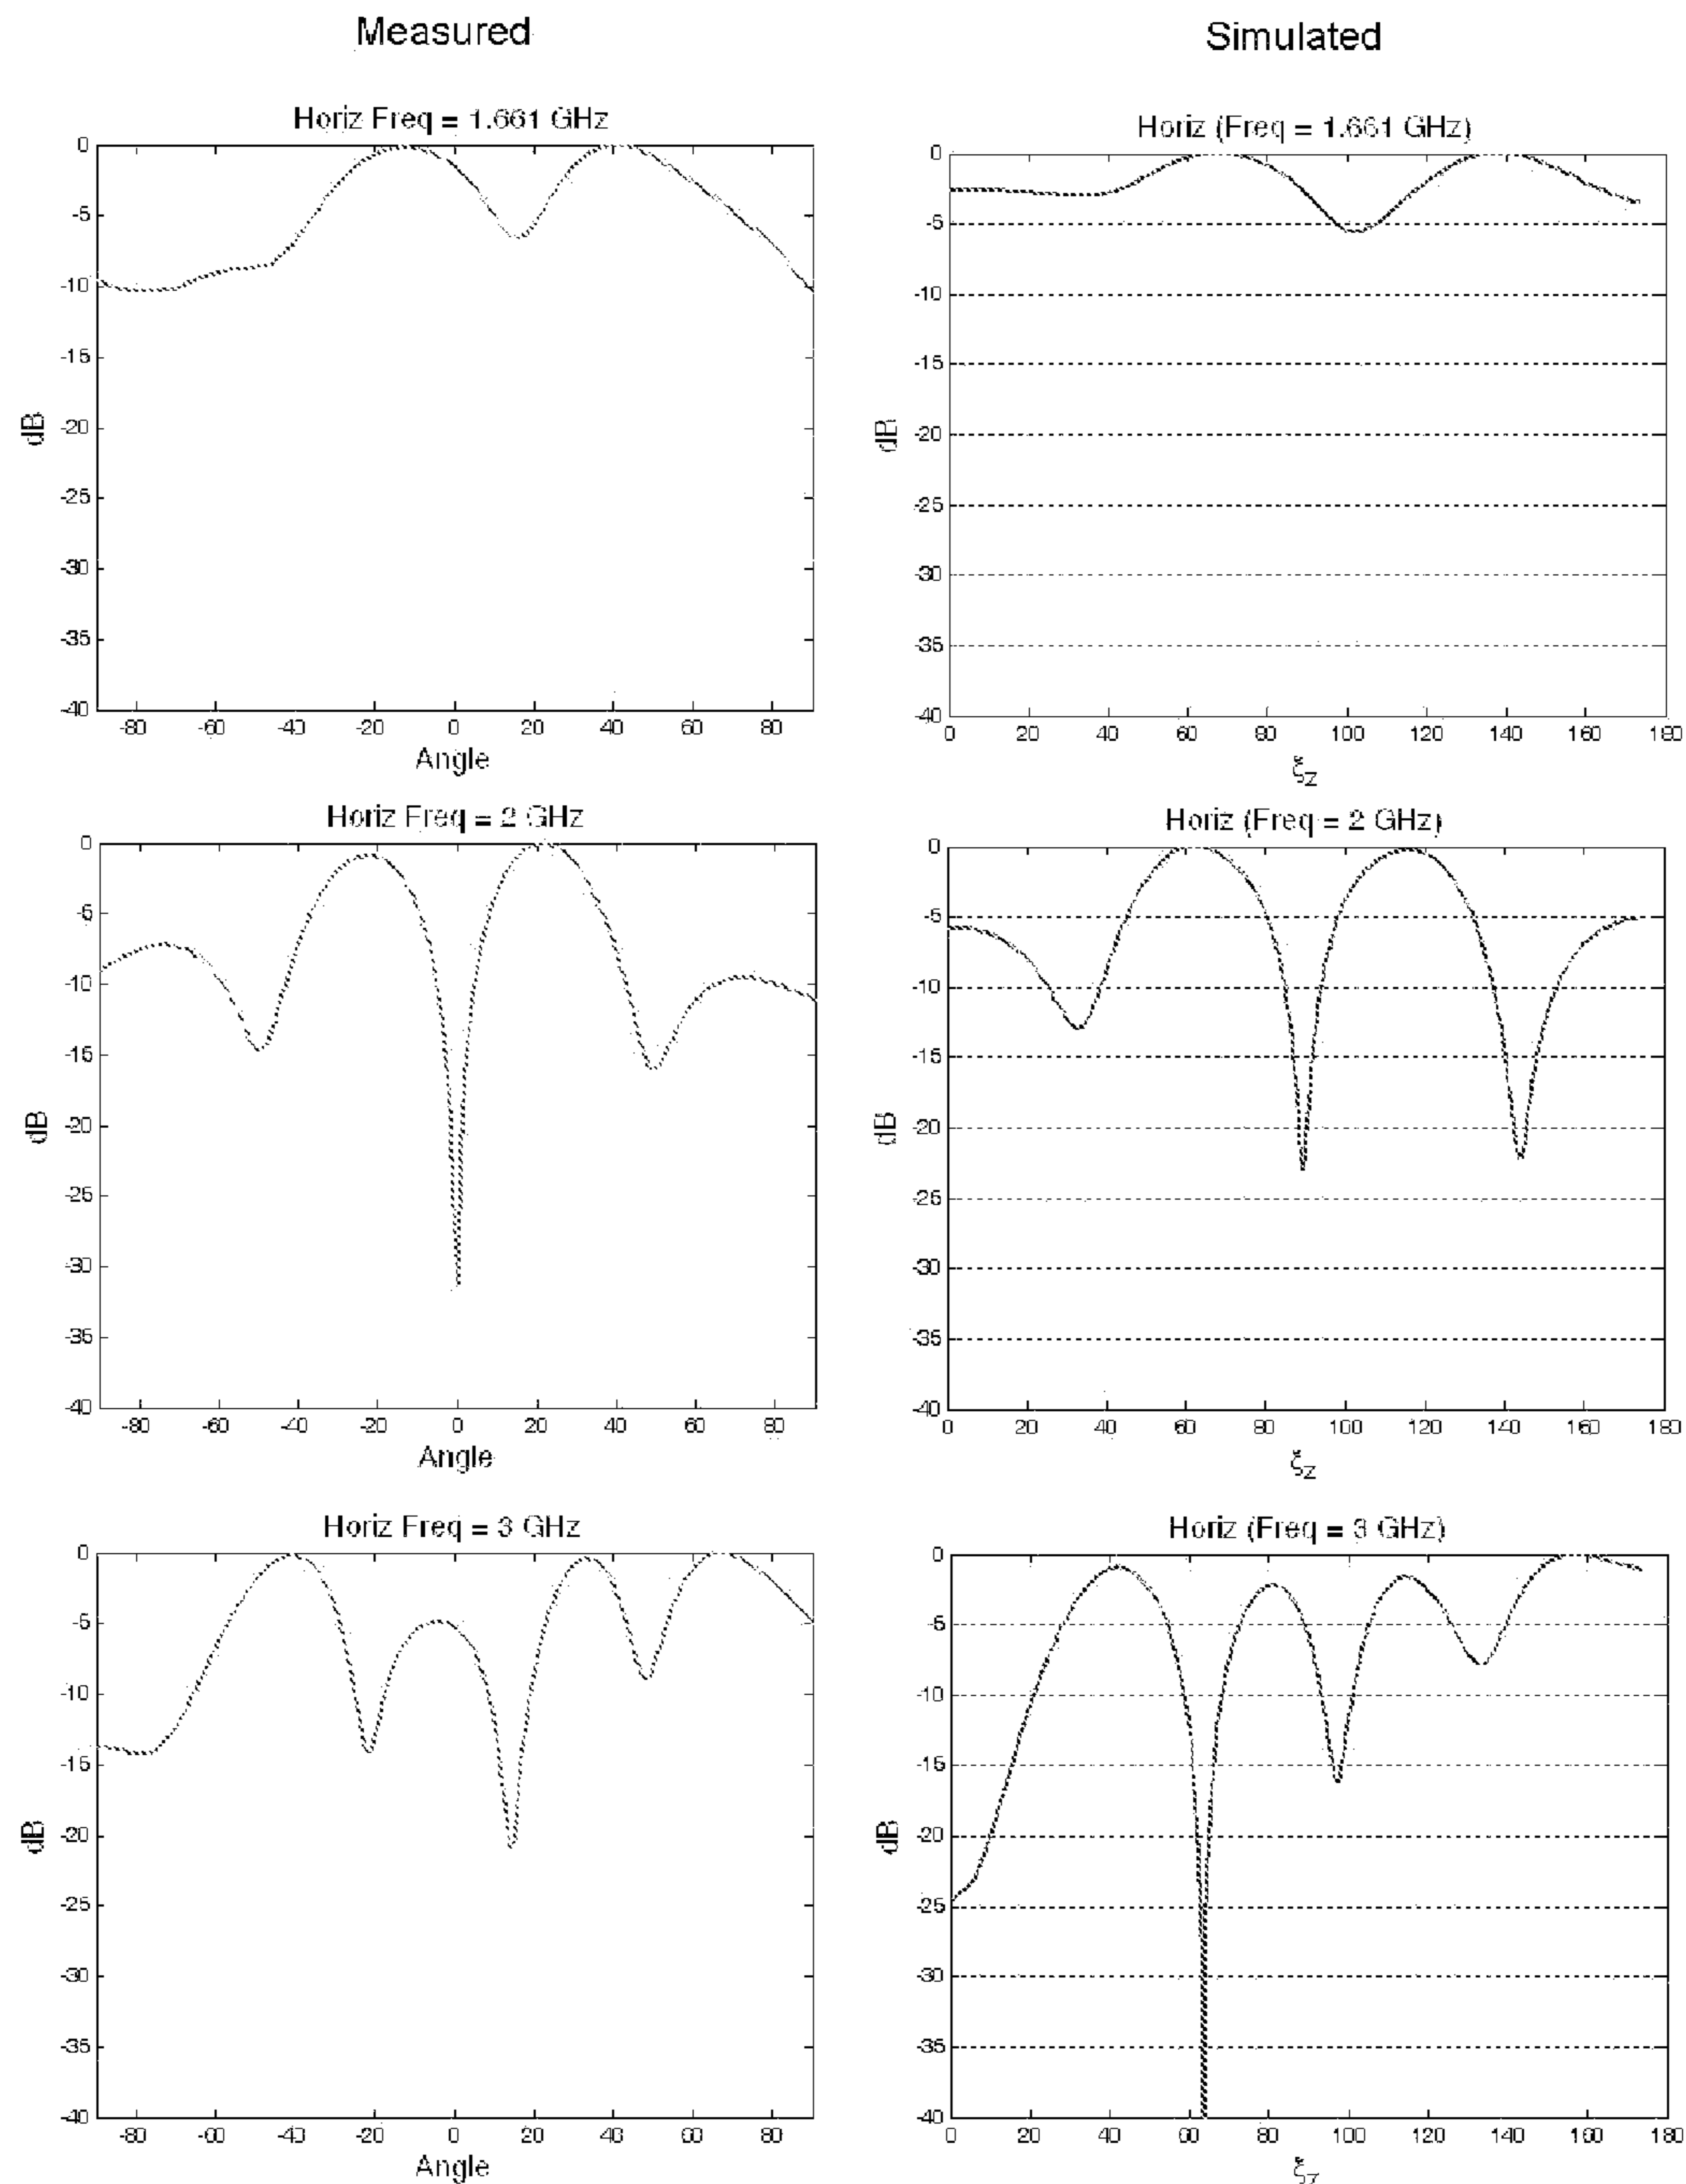 Measured
Simulated
Horiz Freq = 1.661 GHz
0
-5
-10
-15
-20
-25
-30
-35
-40
dB
-80 -60 -40 -20 0 20 40 60 80
Angle
Horiz (Freq = 1.661 GHz)
0
-5
-10
-15
-20
-25
-30
-35
-40
dB
0 20 40 60 80 100 120 140 160 180
ξz
Horiz Freq = 2 GHz
0
-5
-10
-15
-20
-25
-30
-35
-40
dB
-80 -60 -40 -20 0 20 40 60 80
Angle
Horiz (Freq = 2 GHz)
0
-5
-10
-15
-20
-25
-30
-35
-40
dB
0 20 40 60 80 100 120 140 160 180
ξz
Horiz Freq = 3 GHz
0
-5
-10
-15
-20
-25
-30
-35
-40
dB
-80 -60 -40 -20 0 20 40 60 80
Angle
Horiz (Freq = 3 GHz)
0
-5
-10
-15
-20
-25
-30
-35
-40
dB
0 20 40 60 80 100 120 140 160 180
ξz